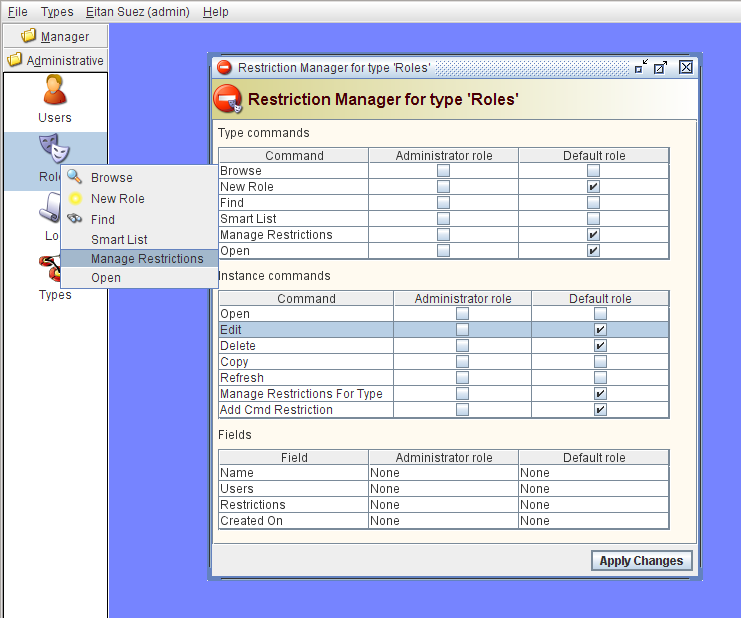 File Types Eitan Suez (admin) Help
Manager
Administrative
Users
Rol
Lo
Types
Browse
New Role
Find
Smart List
Manage Restrictions
Open
Restriction Manager for type 'Roles'
Restriction Manager for type 'Roles'
Type commands
Command Administrator role Default role
Browse
New Role
Find
Smart List
Manage Restrictions
Open
Instance commands
Command Administrator role Default role
Open
Edit
Delete
Copy
Refresh
Manage Restrictions For Type
Add Cmd Restriction
Fields
Field Administrator role Default role
Name None None
Users None None
Restrictions None None
Created On None None
Apply Changes